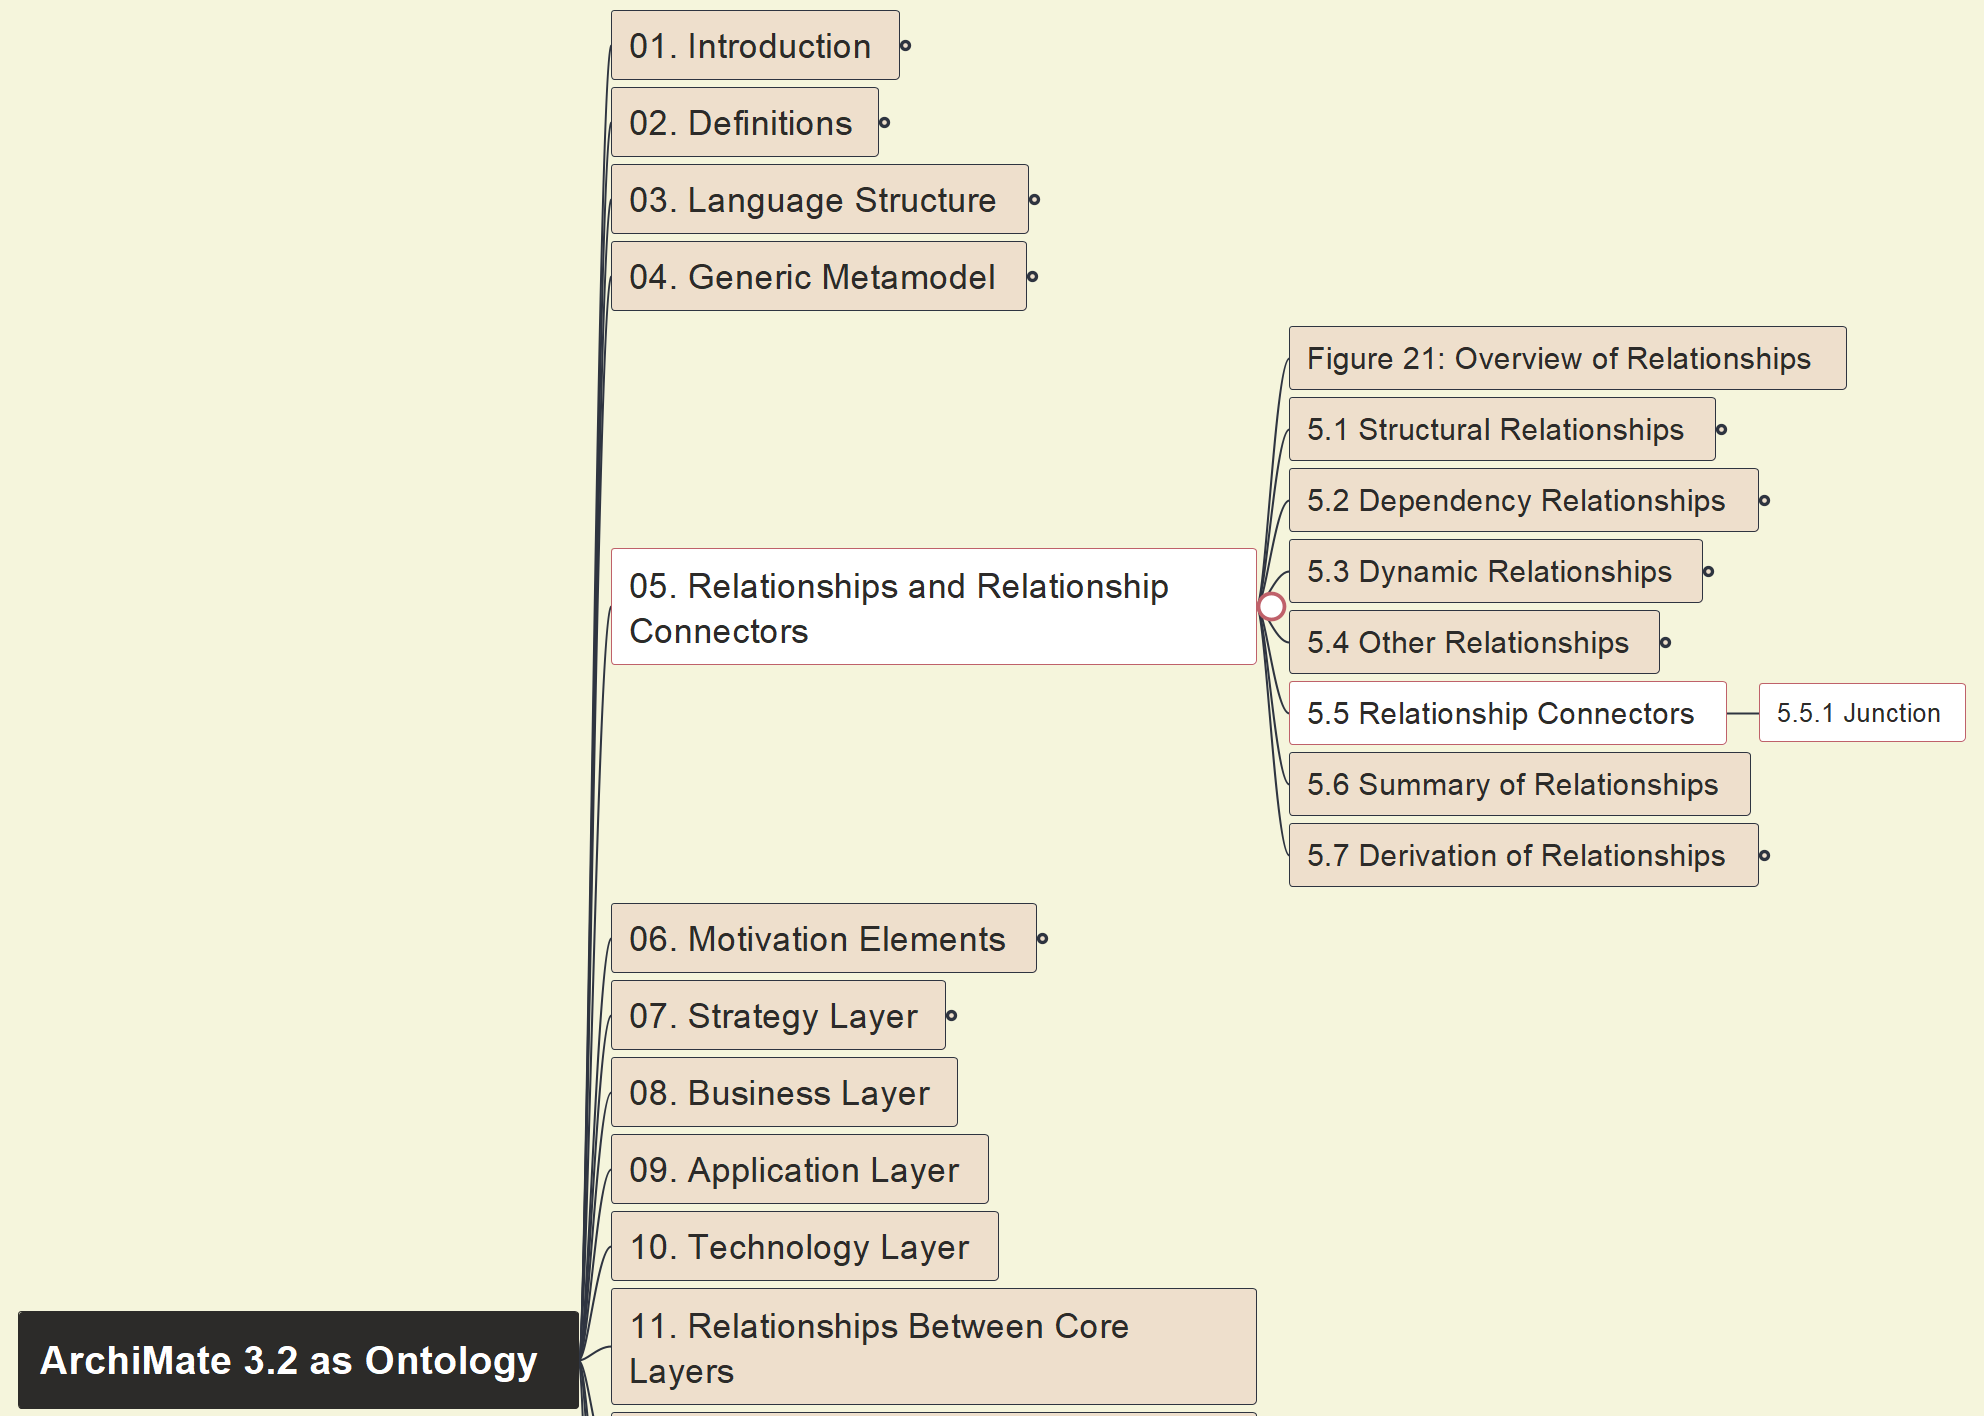 01. Introduction
02. Definitions
03. Language Structure
04. Generic Metamodel
05. Relationships and Relationship
Connectors
Figure 21: Overview of Relationships
5.1 Structural Relationships
5.2 Dependency Relationships
5.3 Dynamic Relationships
5.4 Other Relationships
5.5 Relationship Connectors
5.5.1 Junction
5.6 Summary of Relationships
5.7 Derivation of Relationships
06. Motivation Elements
07. Strategy Layer
08. Business Layer
09. Application Layer
10. Technology Layer
11. Relationships Between Core
Layers
ArchiMate 3.2 as Ontology